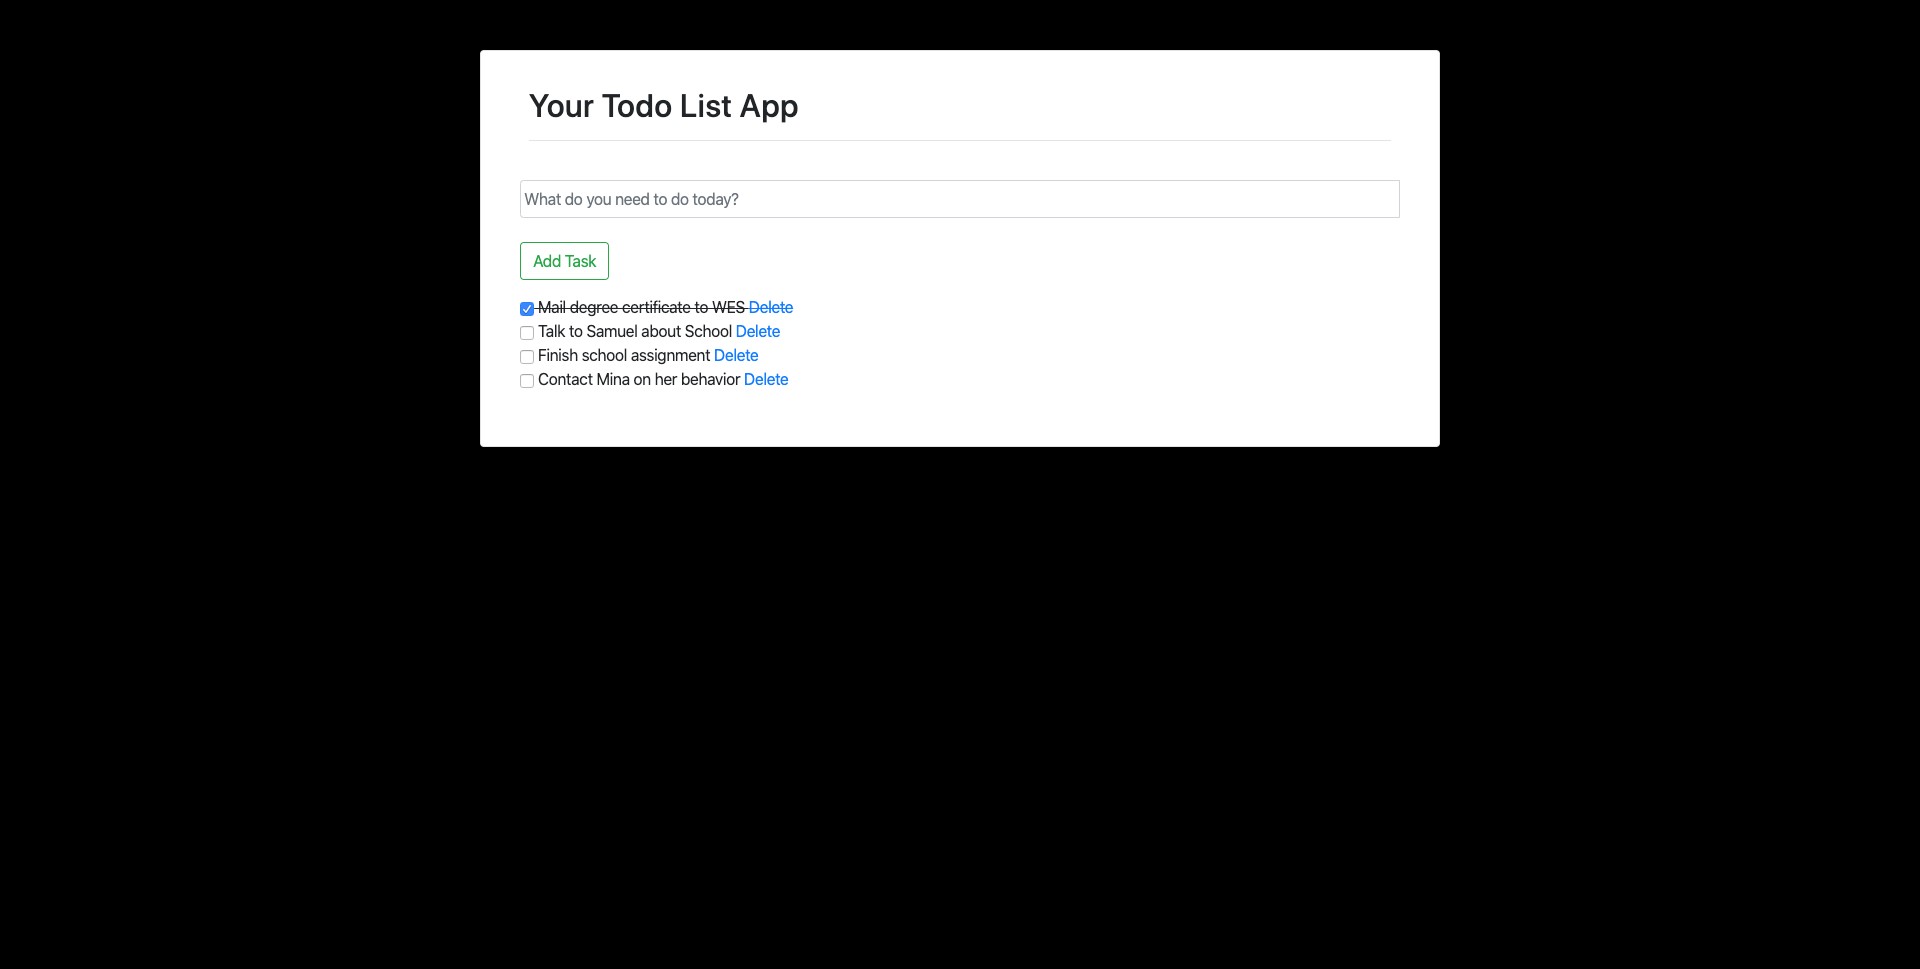 Your Todo List App
What do you need to do today?
Add Task
Mail degree certificate to WES Delete
Talk to Samuel about School Delete
Finish school assignment Delete
Contact Mina on her behavior Delete